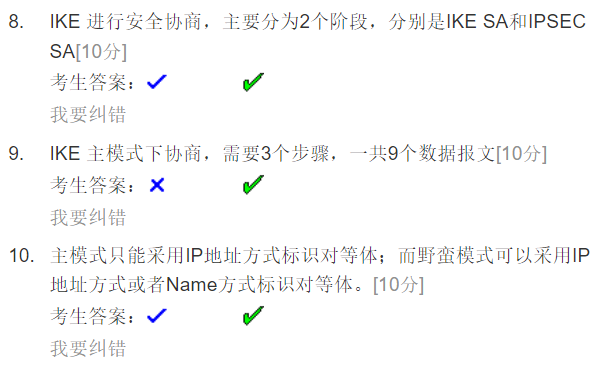 8. IKE 进行安全协商，主要分为2个阶段，分别是IKE SA和IPSEC
SA[10分]
考生答案：
我要纠错
9. IKE 主模式下协商，需要3个步骤，一共9个数据报文[10分]
考生答案：
我要纠错
10. 主模式只能采用IP地址方式标识对等体；而野蛮模式可以采用IP
地址方式或者Name方式标识对等体。[10分]
考生答案：
我要纠错